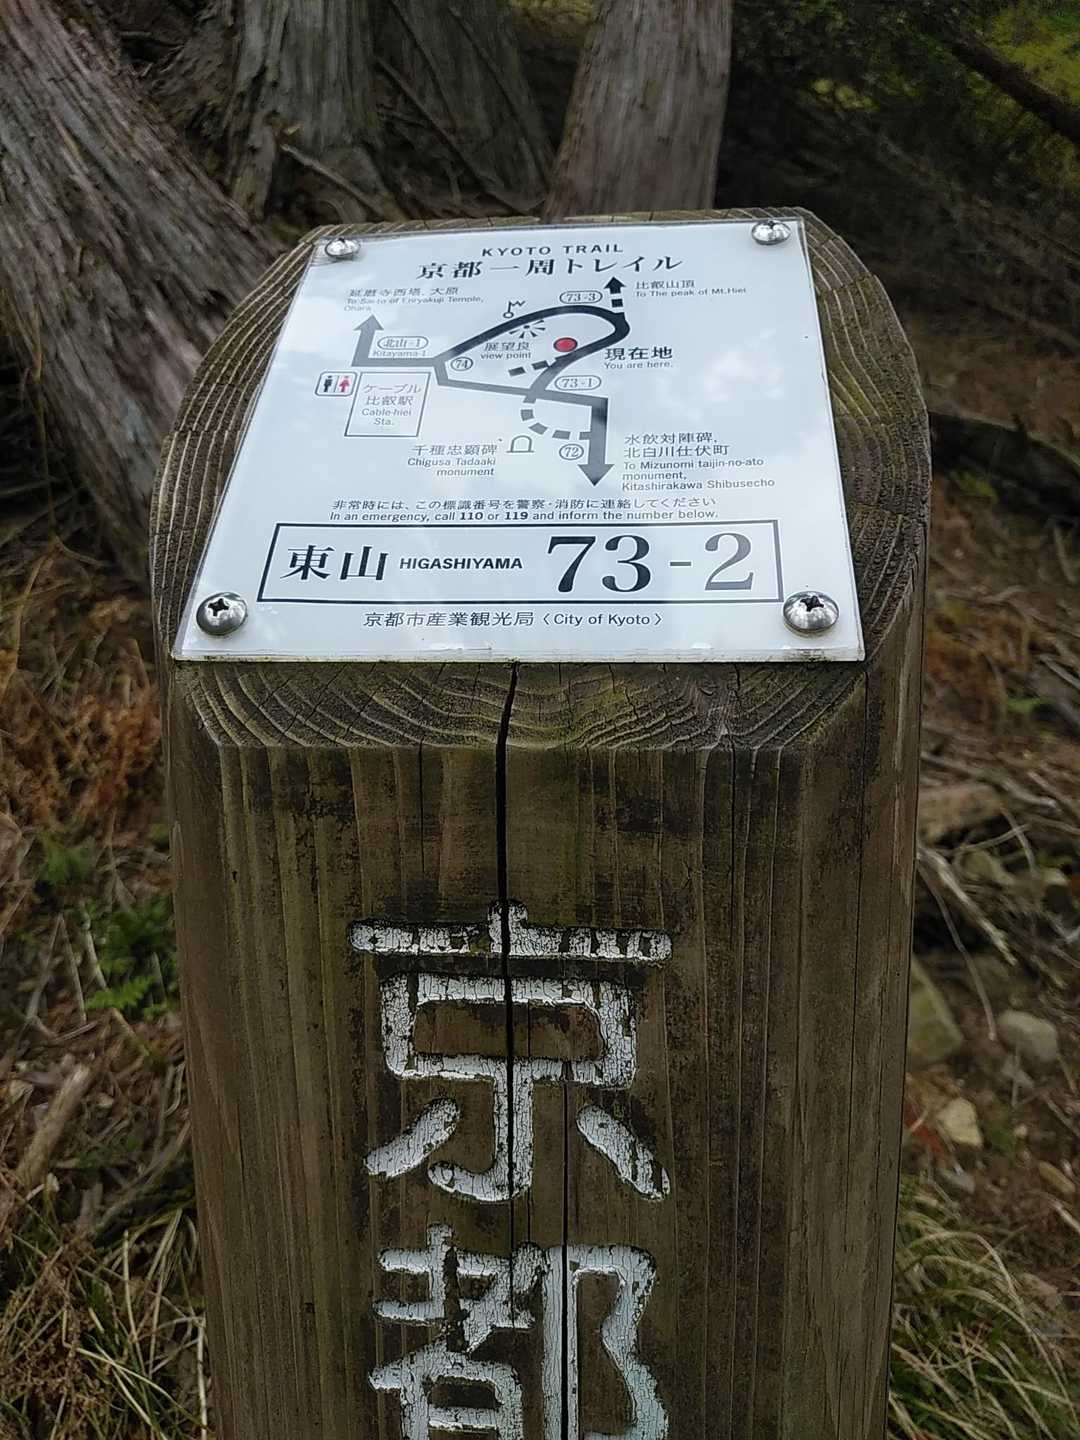 KYOTO TRAIL
京都一周トレイル
延暦寺西塔、大原
To Sai-to of Enryakuji Temple,
Ohara
比叡山頂
To The peak of Mt.Hiei
73-3
北山-1
Kitayama-1
展望良
view point
現在地
You are here.
74
73-1
ケーブル
比叡駅
Cable-hiei
Sta.
千種忠顕碑
Chigusa Tadaaki
monument
72
水飲対陣碑、
北白川仕伏町
To Mizunomi taijin-no-ato
monument,
Kitashirakawa Shibusecho
非常時には、この標識番号を警察・消防に連絡してください
In an emergency, call 110 or 119 and inform the number below.
東山 HIGASHIYAMA 73-2
京都市産業観光局〈City of Kyoto〉
京都